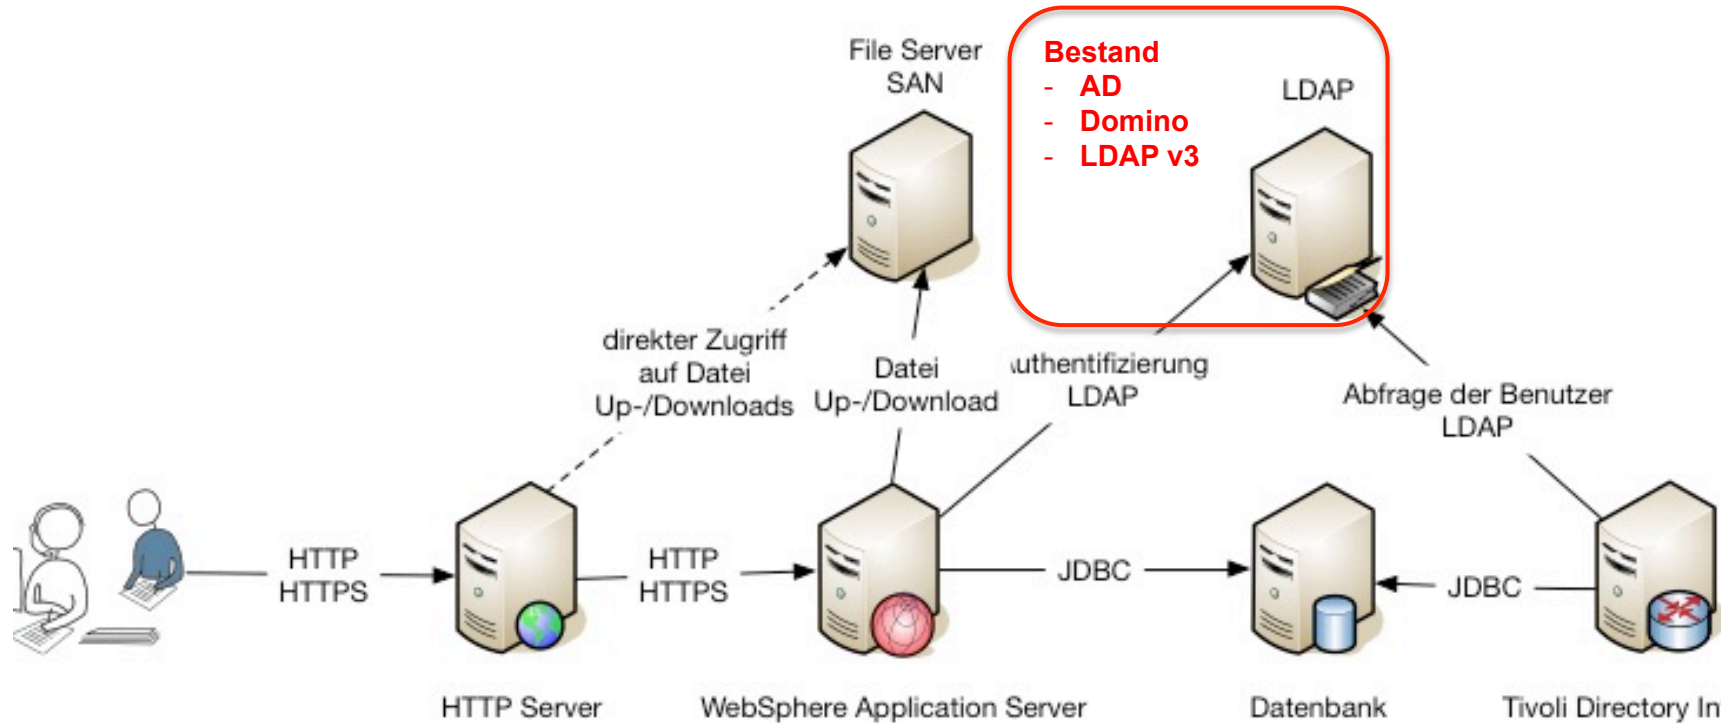 File Server
SAN
Bestand
- AD
- Domino
- LDAP v3
LDAP
direkter Zugriff
auf Datei
Up-/Downloads
Datei
Up-/Download
uthentifizierung
LDAP
Abfrage der Benutzer
LDAP
HTTP
HTTPS
HTTP
HTTPS
JDBC
JDBC
HTTP Server
WebSphere Application Server
Datenbank
Tivoli Directory In